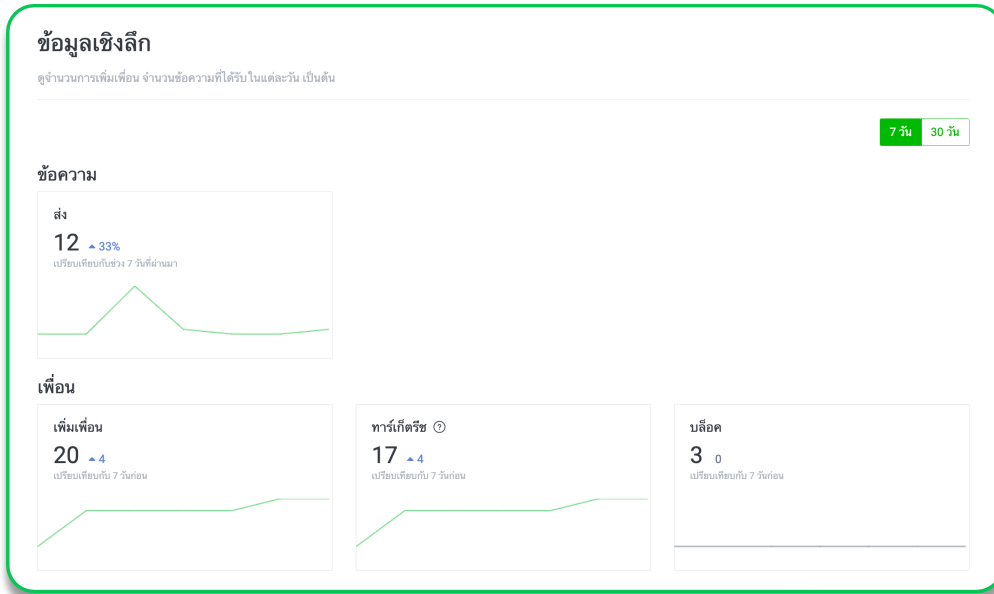 ข้อมูลเชิงลึก
ดูจำนวนการเพิ่มเพื่อน จำนวนข้อความที่ได้รับ ในแต่ละวัน เป็นต้น
7 วัน 30 วัน
ข้อความ
ส่ง
12 33%
เปรียบเทียบกับช่วง 7 วันที่ผ่านมา
เพื่อน
เพิ่มเพื่อน
20 4
เปรียบเทียบกับ 7 วันก่อน
ทาร์เก็ตรีช ?
17 4
เปรียบเทียบกับ 7 วันก่อน
บล็อค
3 0
เปรียบเทียบกับ 7 วันก่อน